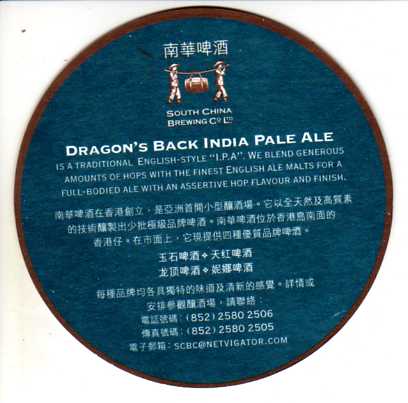 南華啤酒
SOUTH CHINA
BREWING CO LTD
DRAGON'S BACK INDIA PALE ALE
IS A TRADITIONAL ENGLISH-STYLE "I.P.A". WE BLEND GENEROUS
AMOUNTS OF HOPS WITH THE FINEST ENGLISH ALE MALTS FOR A
FULL-BODIED ALE WITH AN ASSERTIVE HOP FLAVOUR AND FINISH.
南華啤酒在香港創立，是亞洲首間小型釀酒場。它以全天然及高質素
的技術釀製出少批極級品牌啤酒。南華啤酒位於香港島南面的
香港仔。在市面上，它現提供四種優質品牌啤酒。
玉石啤酒❖天红啤酒
龙顶啤酒❖妮娜啤酒
每種品牌均各具獨特的味道及清新的感覺。詳情或
安排參觀釀酒場，請聯絡：
電話號碼：(852) 2580 2506
傳真號碼：(852) 2580 2505
電子郵箱：SCBC@NETVIGATOR.COM